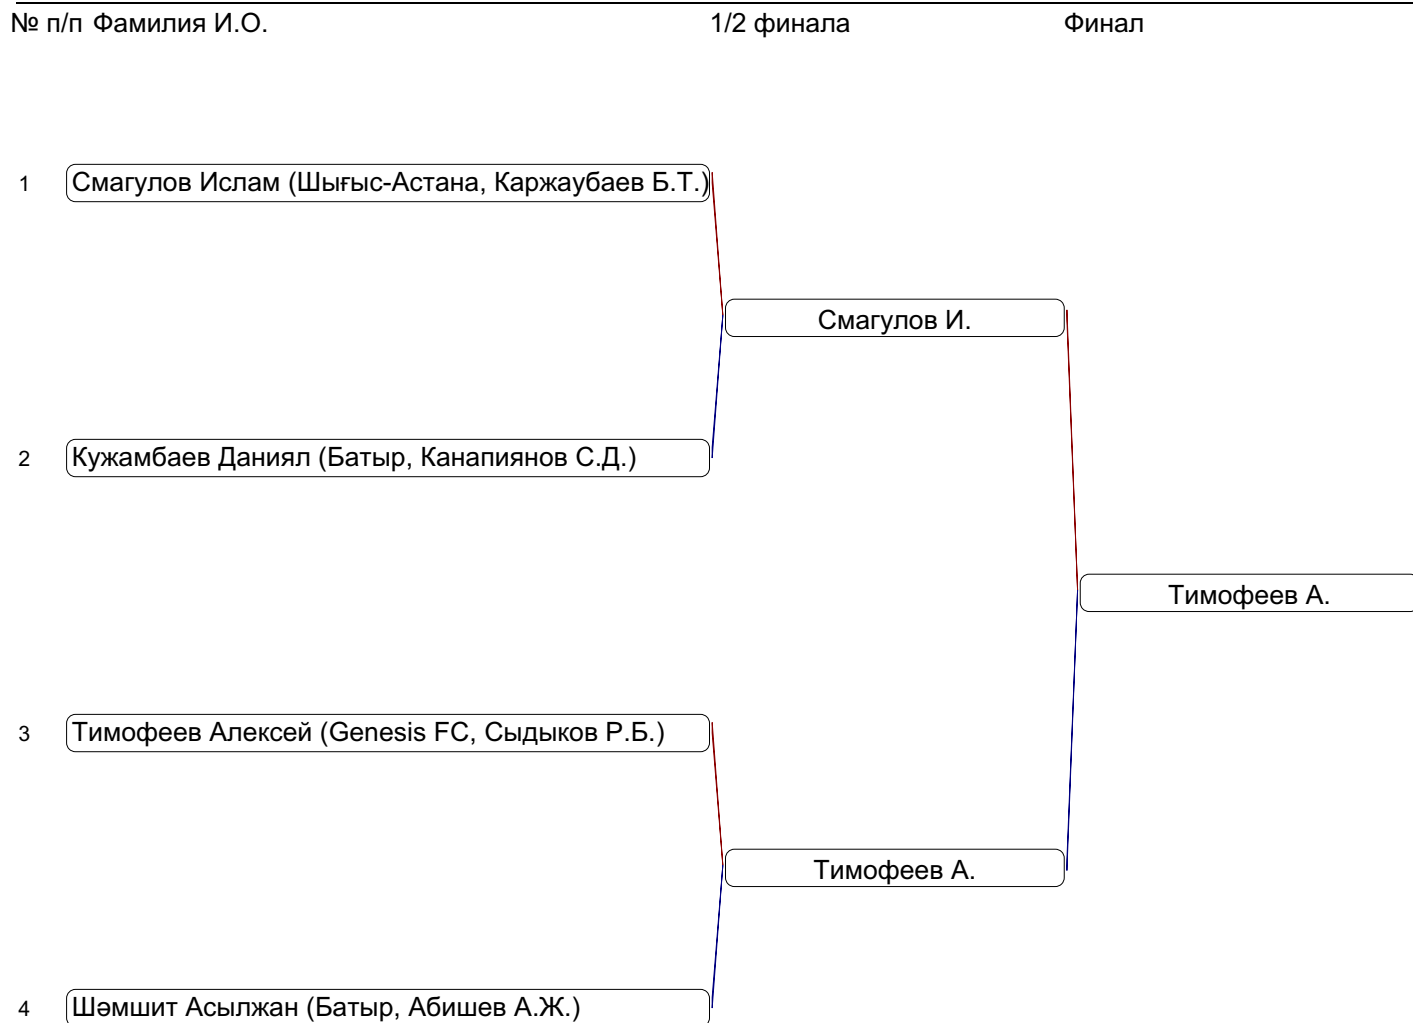 № п/п Фамилия И.О. 1/2 финала Финал
1 Смагулов Ислам (Шығыс-Астана, Каржаубаев Б.Т.)
Смагулов И.
2 Кужамбаев Даниял (Батыр, Канапиянов С.Д.)
Тимофеев А.
3 Тимофеев Алексей (Genesis FC, Сыдыков Р.Б.)
Тимофеев А.
4 Шәмшит Асылжан (Батыр, Абишев А.Ж.)